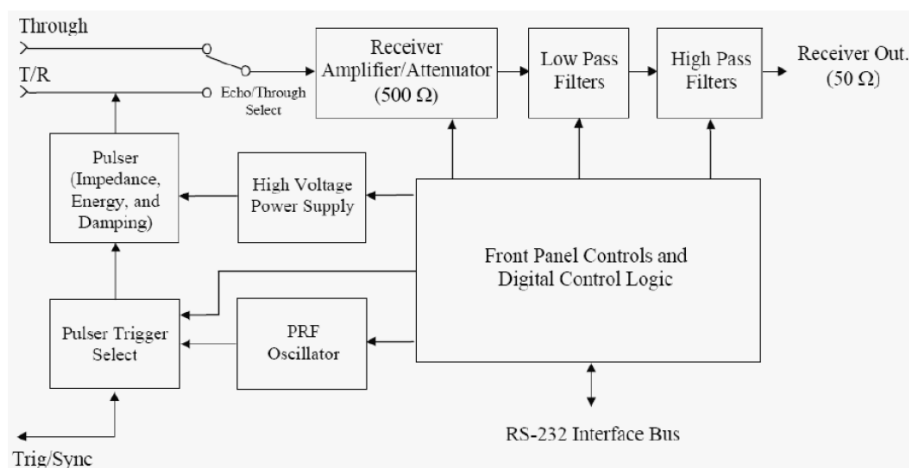 Through
T/R
Echo/Through
Select
Receiver
Amplifier/Attenuator
(500 Ω)
Low Pass
Filters
High Pass
Filters
Receiver Out.
(50 Ω)
Pulser
(Impedance,
Energy, and
Damping)
High Voltage
Power Supply
Front Panel Controls and
Digital Control Logic
Pulser Trigger
Select
PRF
Oscillator
Trig/Sync
RS-232 Interface Bus